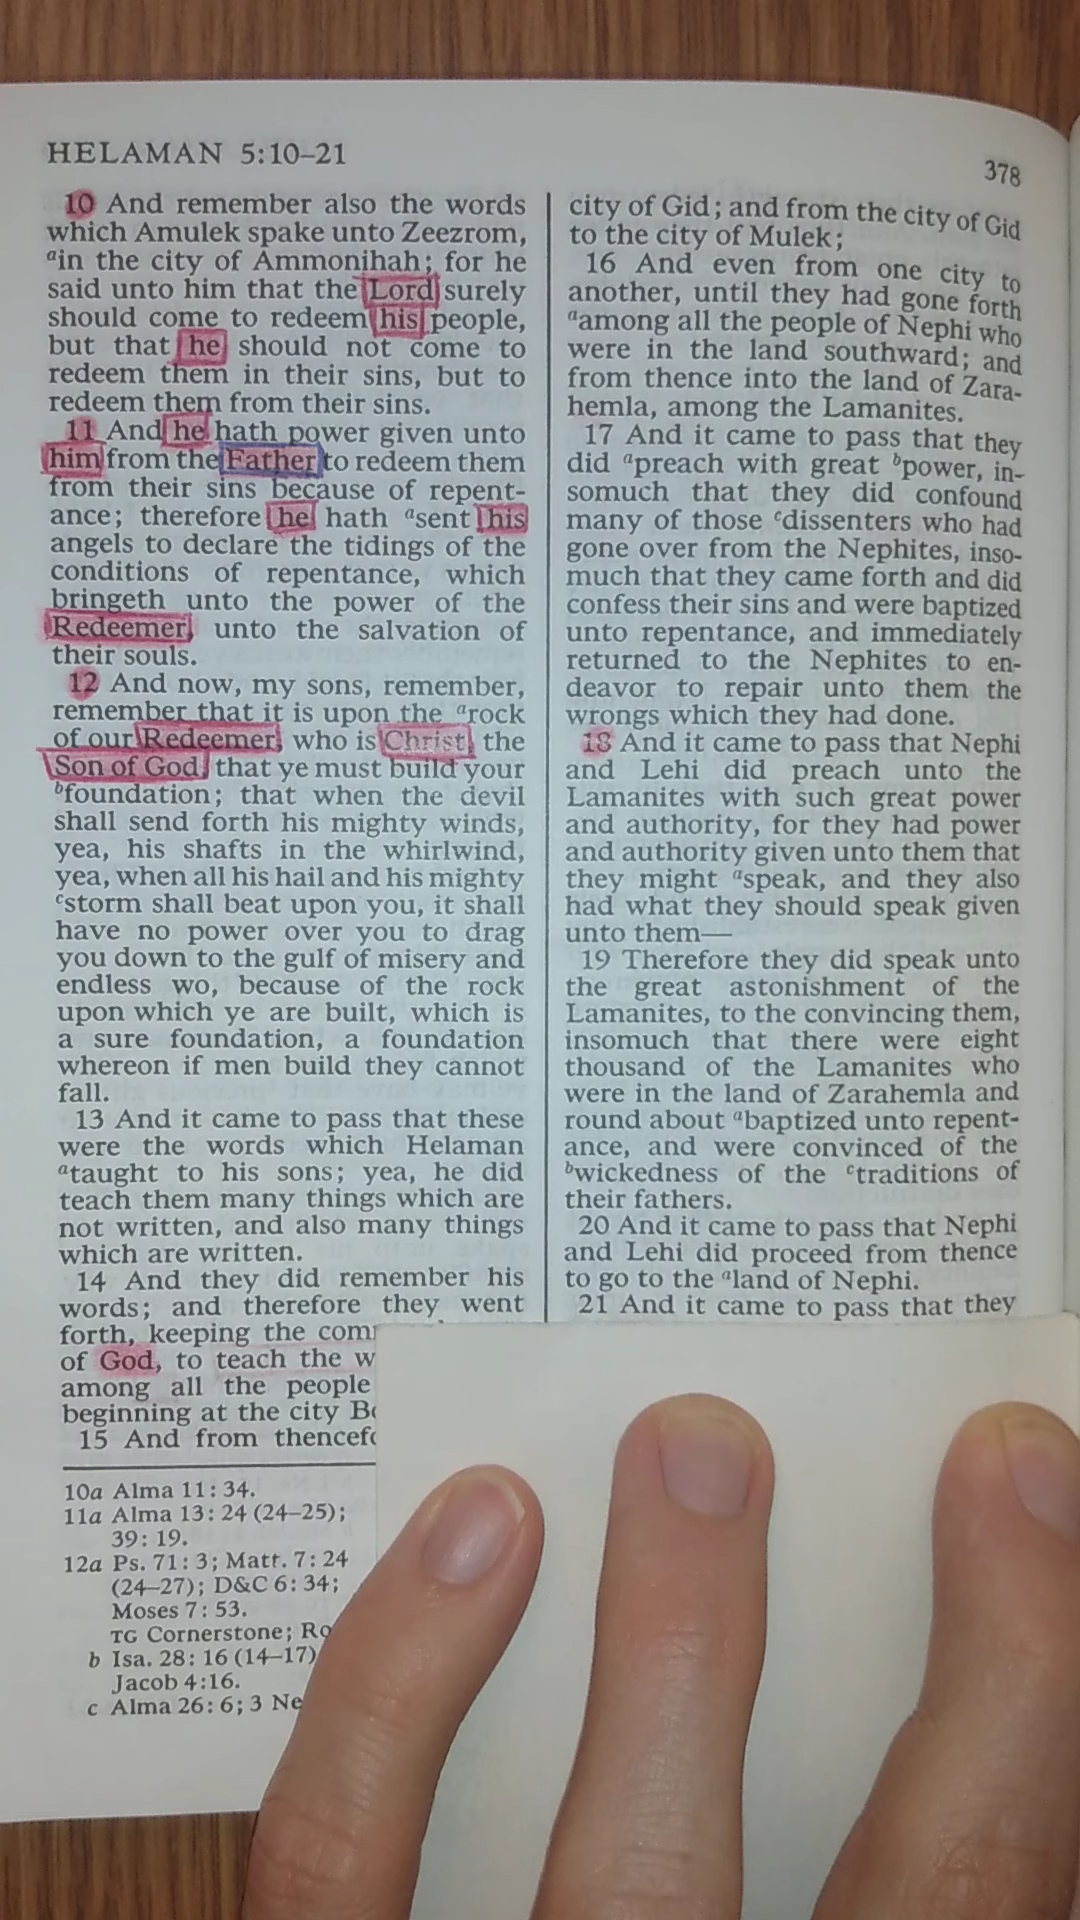 HELAMAN 5:10–21
378
10 And remember also the words
which Amulek spake unto Zeezrom,
ᵃin the city of Ammonihah; for he
said unto him that the Lord surely
should come to redeem his people,
but that he should not come to
redeem them in their sins, but to
redeem them from their sins.
11 And he hath power given unto
him from the Father to redeem them
from their sins because of repent-
ance; therefore he hath ᵃsent his
angels to declare the tidings of the
conditions of repentance, which
bringeth unto the power of the
Redeemer, unto the salvation of
their souls.
12 And now, my sons, remember,
remember that it is upon the ᵃrock
of our Redeemer, who is Christ, the
Son of God, that ye must build your
ᵇfoundation; that when the devil
shall send forth his mighty winds,
yea, his shafts in the whirlwind,
yea, when all his hail and his mighty
ᶜstorm shall beat upon you, it shall
have no power over you to drag
you down to the gulf of misery and
endless wo, because of the rock
upon which ye are built, which is
a sure foundation, a foundation
whereon if men build they cannot
fall.
13 And it came to pass that these
were the words which Helaman
ᵃtaught to his sons; yea, he did
teach them many things which are
not written, and also many things
which are written.
14 And they did remember his
words; and therefore they went
forth, keeping the
of God, to teach the
among all the people
beginning at the city
15 And from
10a Alma 11:34.
11a Alma 13:24 (24–25);
39:19.
12a Ps. 71:3; Matt. 7:24
(24–27); D&C 6:34;
Moses 7:53.
TG Cornerstone;
b Isa. 28:16 (14–17)
Jacob 4:16.
c Alma 26:6; 3 Ne
city of Gid; and from the city of Gid
to the city of Mulek;
16 And even from one city to
another, until they had gone forth
ᵃamong all the people of Nephi who
were in the land southward; and
from thence into the land of Zara-
hemla, among the Lamanites.
17 And it came to pass that they
did ᵃpreach with great ᵇpower, in-
somuch that they did confound
many of those ᶜdissenters who had
gone over from the Nephites, inso-
much that they came forth and did
confess their sins and were baptized
unto repentance, and immediately
returned to the Nephites to en-
deavor to repair unto them the
wrongs which they had done.
18 And it came to pass that Nephi
and Lehi did preach unto the
Lamanites with such great power
and authority, for they had power
and authority given unto them that
they might ᵃspeak, and they also
had what they should speak given
unto them—
19 Therefore they did speak unto
the great astonishment of the
Lamanites, to the convincing them,
insomuch that there were eight
thousand of the Lamanites who
were in the land of Zarahemla and
round about ᵃbaptized unto repent-
ance, and were convinced of the
ᵇwickedness of the ᶜtraditions of
their fathers.
20 And it came to pass that Nephi
and Lehi did proceed from thence
to go to the ᵃland of Nephi.
21 And it came to pass that they